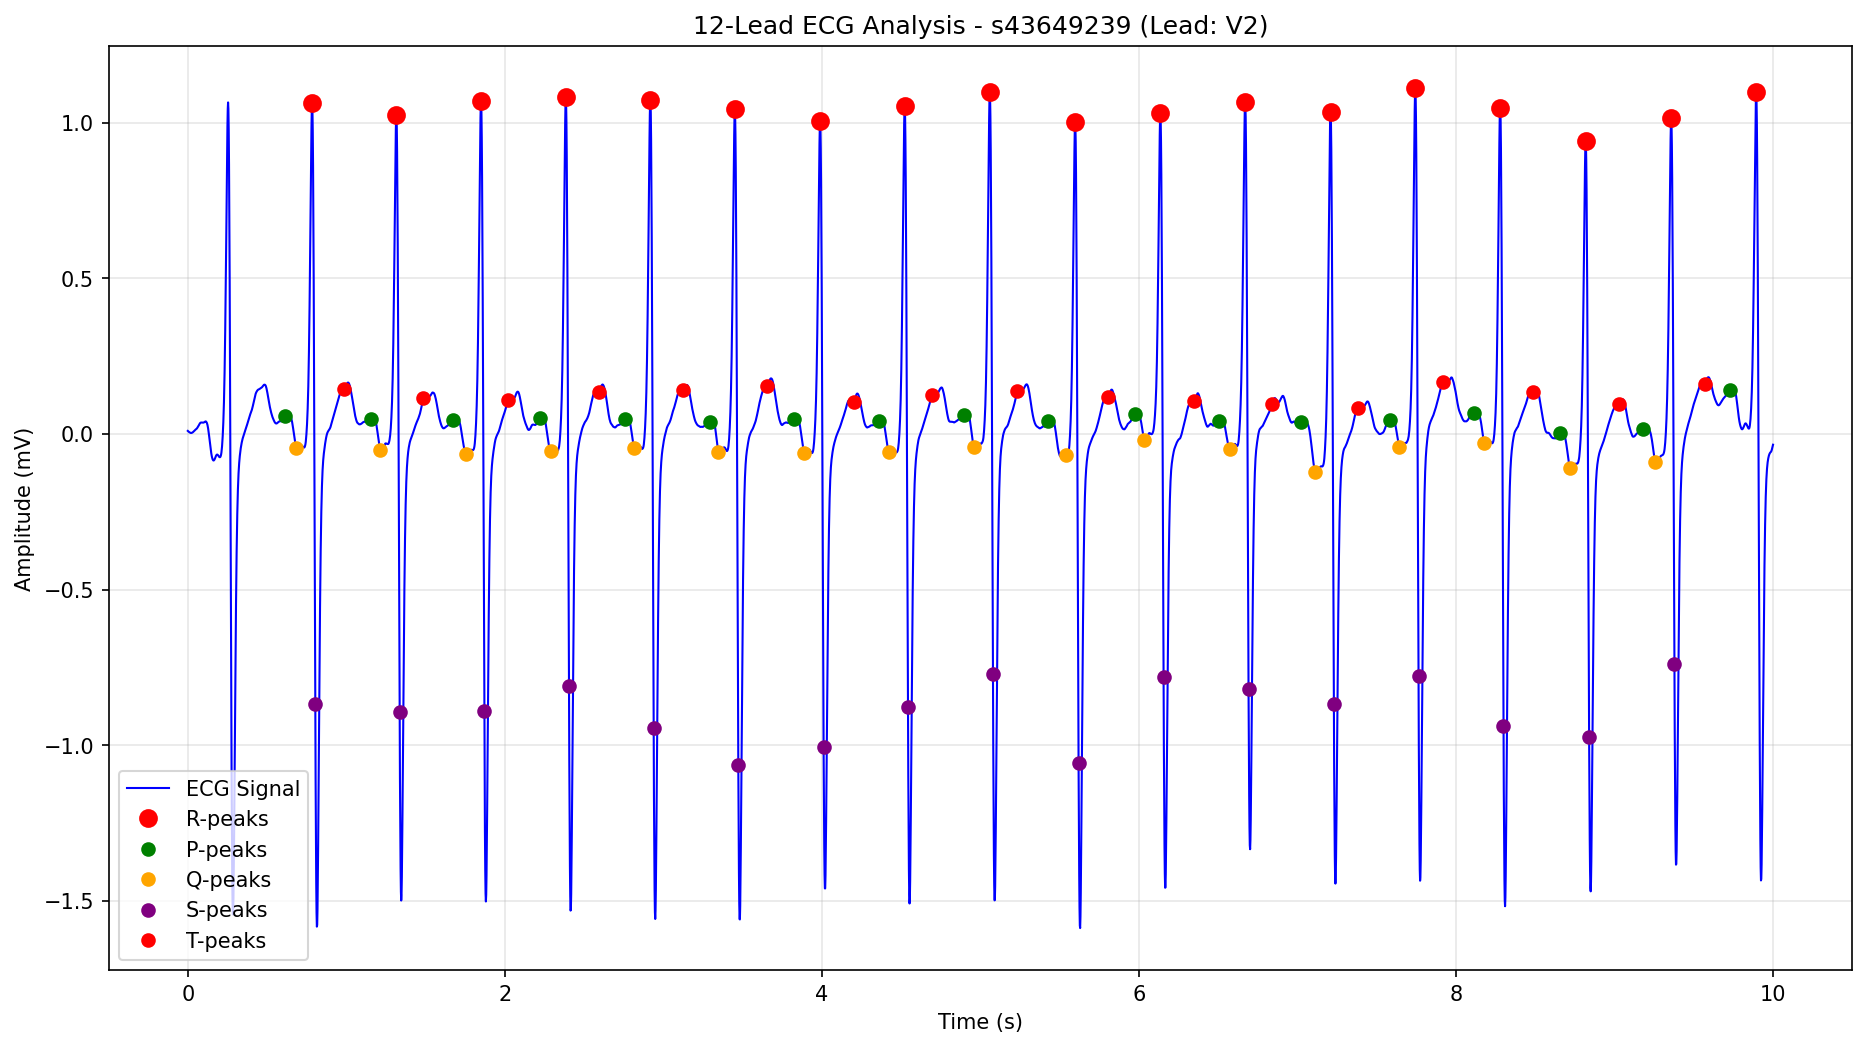 12-Lead ECG Analysis - s43649239 (Lead: V2)
Amplitude (mV)
1.0
0.5
0.0
−0.5
−1.0
−1.5
ECG Signal
R-peaks
P-peaks
Q-peaks
S-peaks
T-peaks
0 2 4 6 8 10
Time (s)